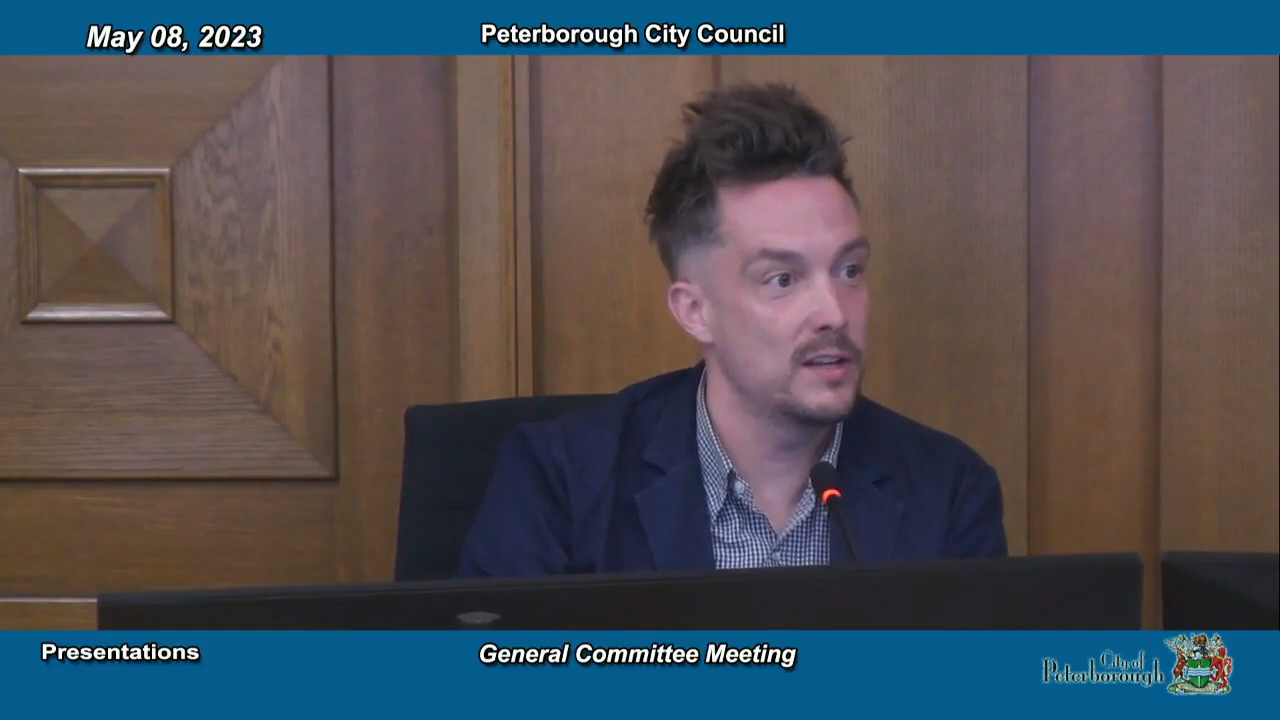 May 08, 2023
Peterborough City Council
Presentations
General Committee Meeting
City of
Peterborough